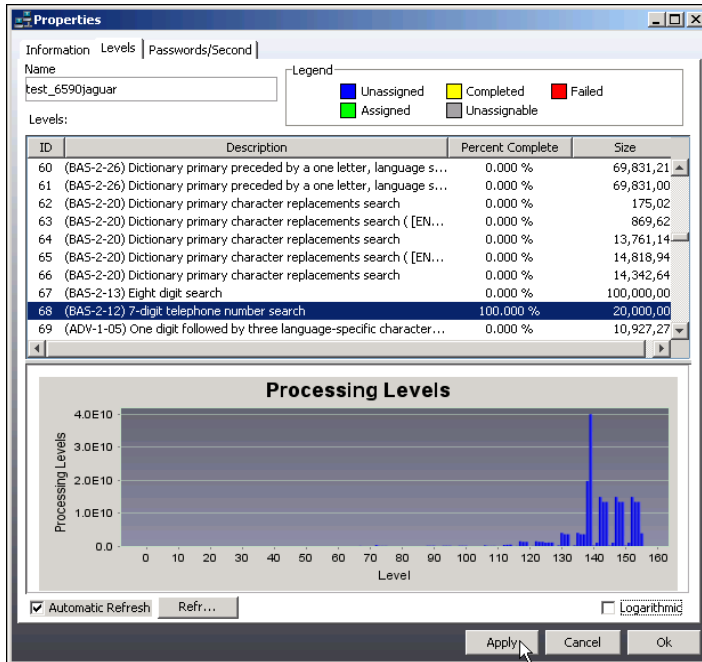 Properties
Information Levels Passwords/Second
Name
test_6590jaguar
Legend
Unassigned Completed Failed
Assigned Unassignable
Levels:
ID Description Percent Complete Size
60 (BAS-2-26) Dictionary primary preceded by a one letter, language s... 0.000 % 69,831,21
61 (BAS-2-26) Dictionary primary preceded by a one letter, language s... 0.000 % 69,831,00
62 (BAS-2-20) Dictionary primary character replacements search 0.000 % 175,02
63 (BAS-2-20) Dictionary primary character replacements search ( [EN... 0.000 % 869,62
64 (BAS-2-20) Dictionary primary character replacements search 0.000 % 13,761,14
65 (BAS-2-20) Dictionary primary character replacements search ( [EN... 0.000 % 14,818,94
66 (BAS-2-20) Dictionary primary character replacements search 0.000 % 14,342,64
67 (BAS-2-13) Eight digit search 0.000 % 100,000,00
68 (BAS-2-12) 7-digit telephone number search 100.000 % 20,000,00
69 (ADV-1-05) One digit followed by three language-specific character... 0.000 % 10,927,27
Processing Levels
Processing Levels
4.0E10
3.0E10
2.0E10
1.0E10
0.0
0 10 20 30 40 50 60 70 80 90 100 110 120 130 140 150 160
Level
Automatic Refresh Refr... Logarithmic
Apply Cancel Ok